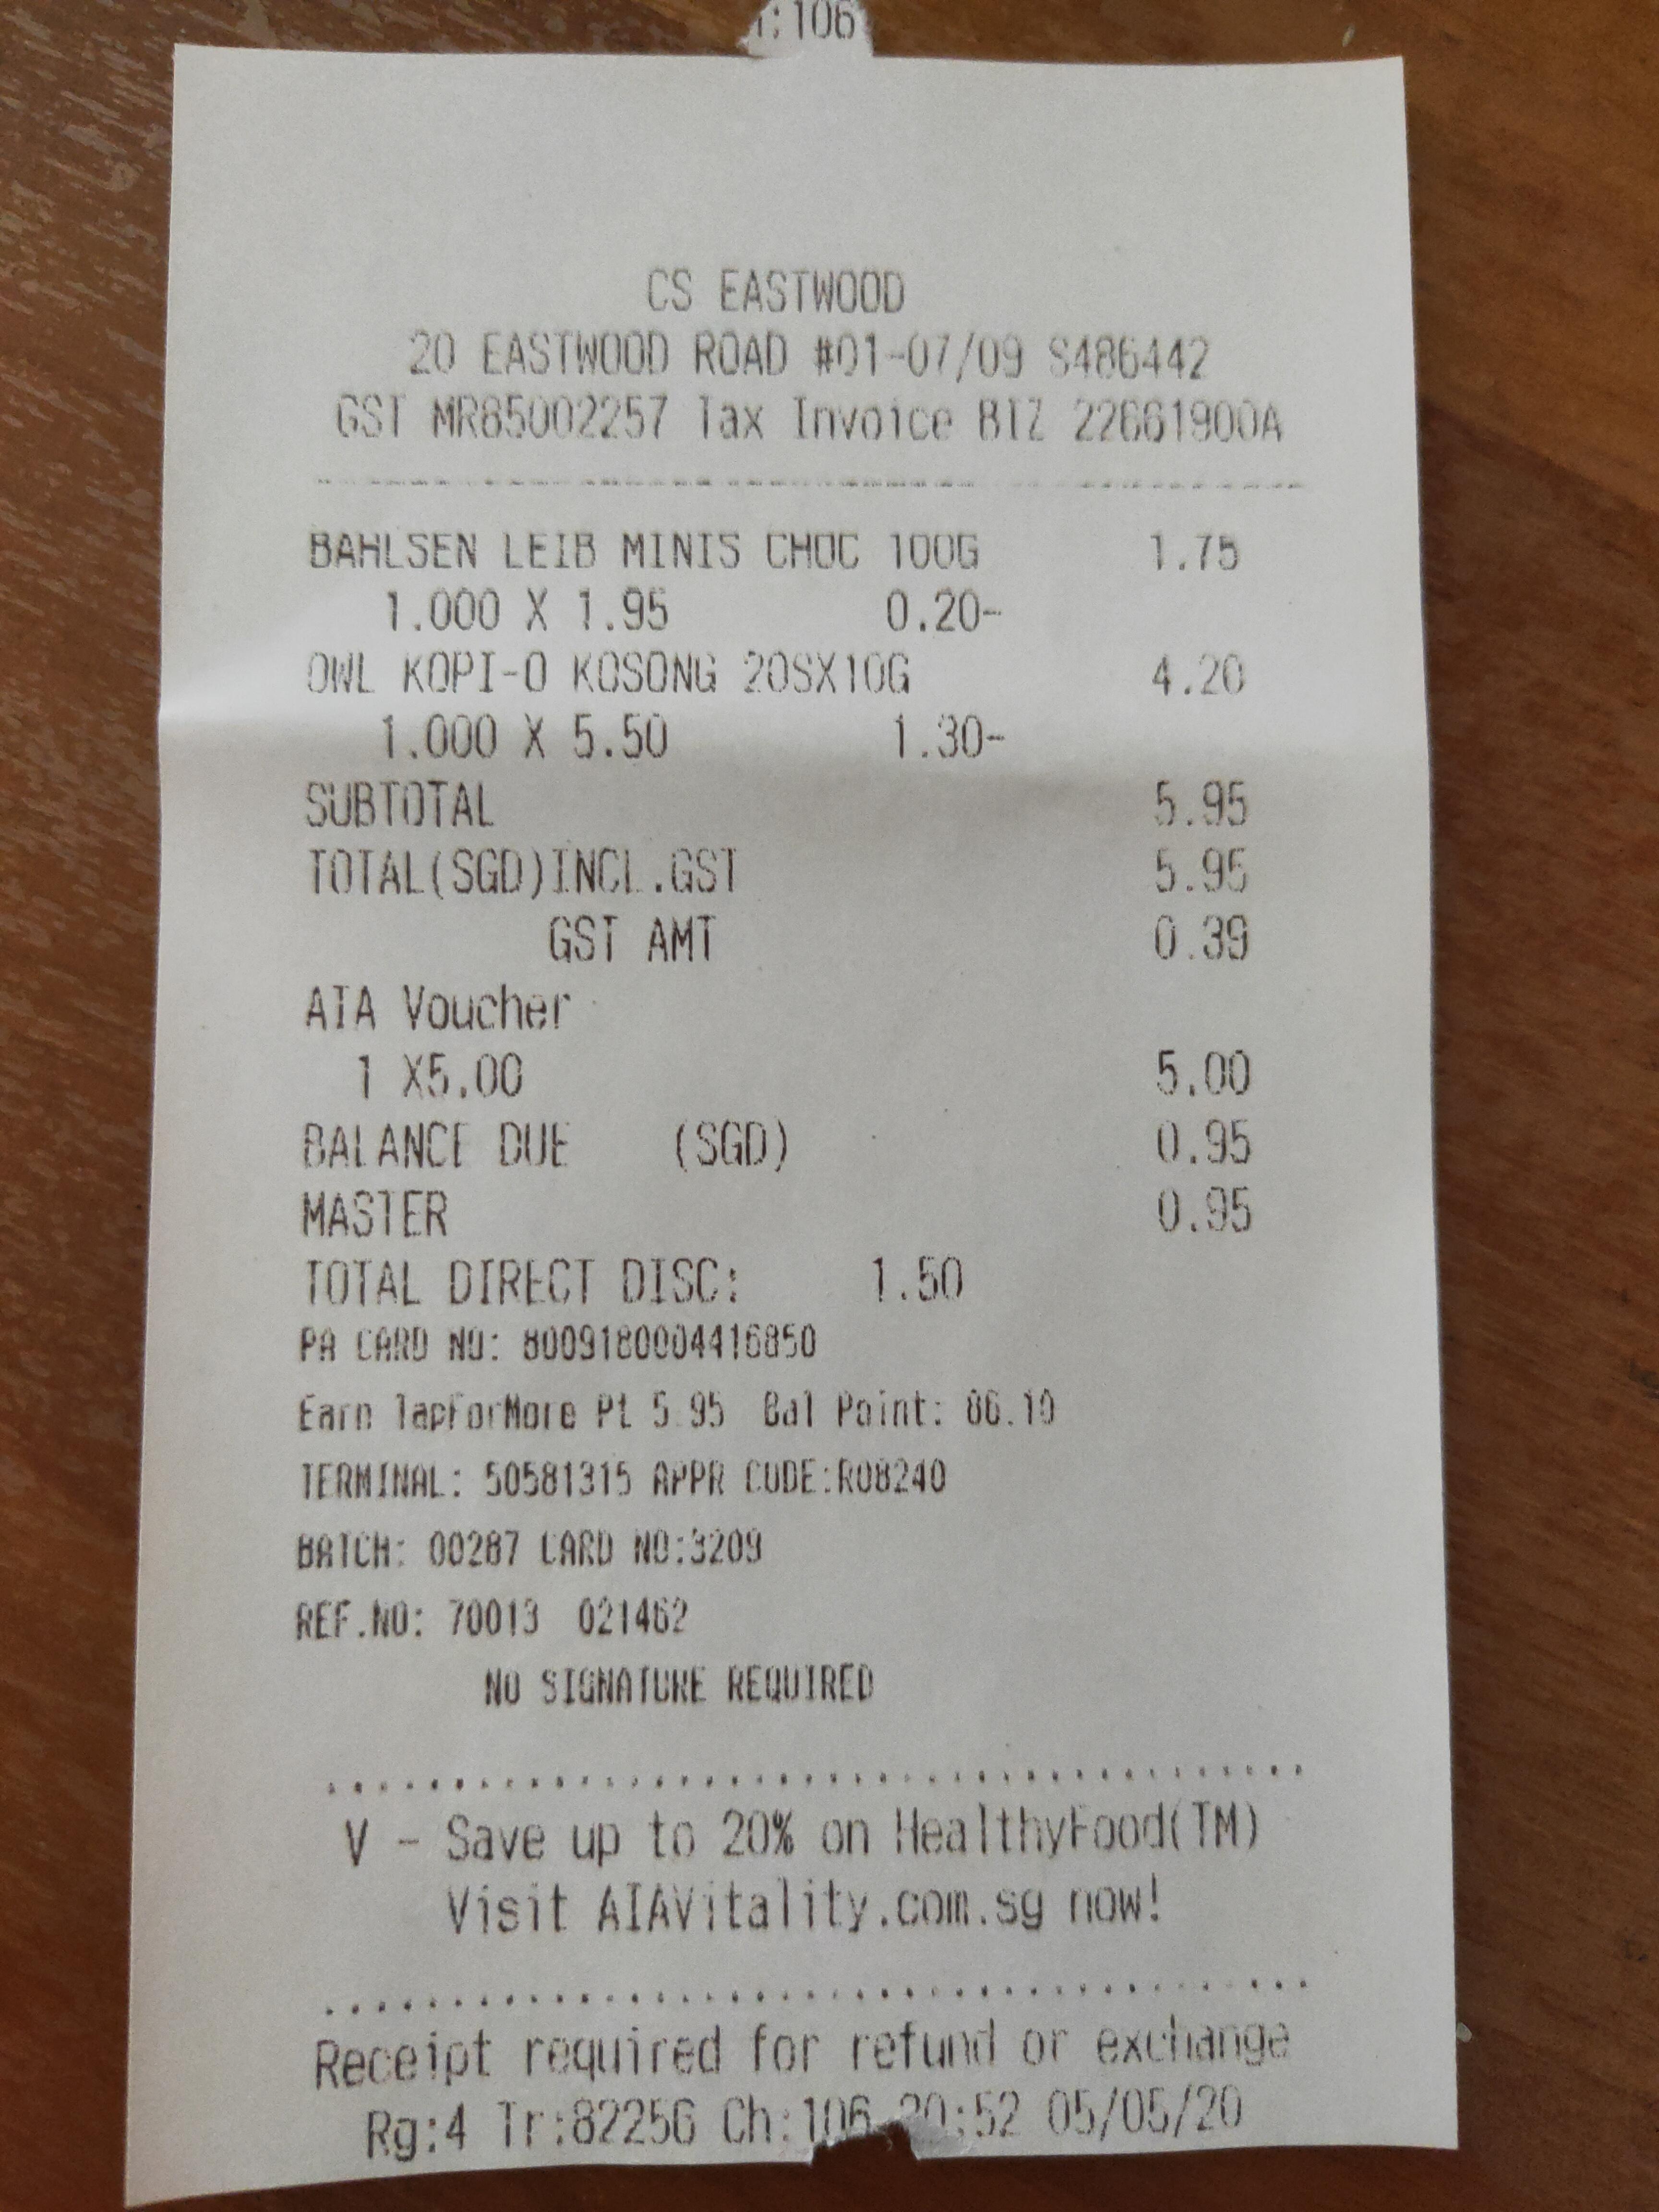 1:106
CS EASTWOOD
20 EASTWOOD ROAD #01-07/09 S486442
GST MR85002257 Tax Invoice BIZ 22661900A
BAHLSEN LEIB MINIS CHOC 100G 1.75
1.000 X 1.95 0.20-
OWL KOPI-O KOSONG 20SX10G 4.20
1.000 X 5.50 1.30-
SUBTOTAL 5.95
TOTAL(SGD)INCL.GST 5.95
GST AMT 0.39
AIA Voucher
1 X5.00 5.00
BALANCE DUE (SGD) 0.95
MASTER 0.95
TOTAL DIRECT DISC: 1.50
PA CARD NO: 8009180004416850
Earn TapForMore Pt 5.95 Bal Point: 86.10
TERMINAL: 50581315 APPR CODE:R08240
BATCH: 00287 CARD NO:3209
REF.NO: 70013 021462
NO SIGNATURE REQUIRED
V - Save up to 20% on HealthyFood(TM)
Visit AIAVitality.com.sg now!
Receipt required for refund or exchange
Rg:4 Tr:82256 Ch:106 20:52 05/05/20